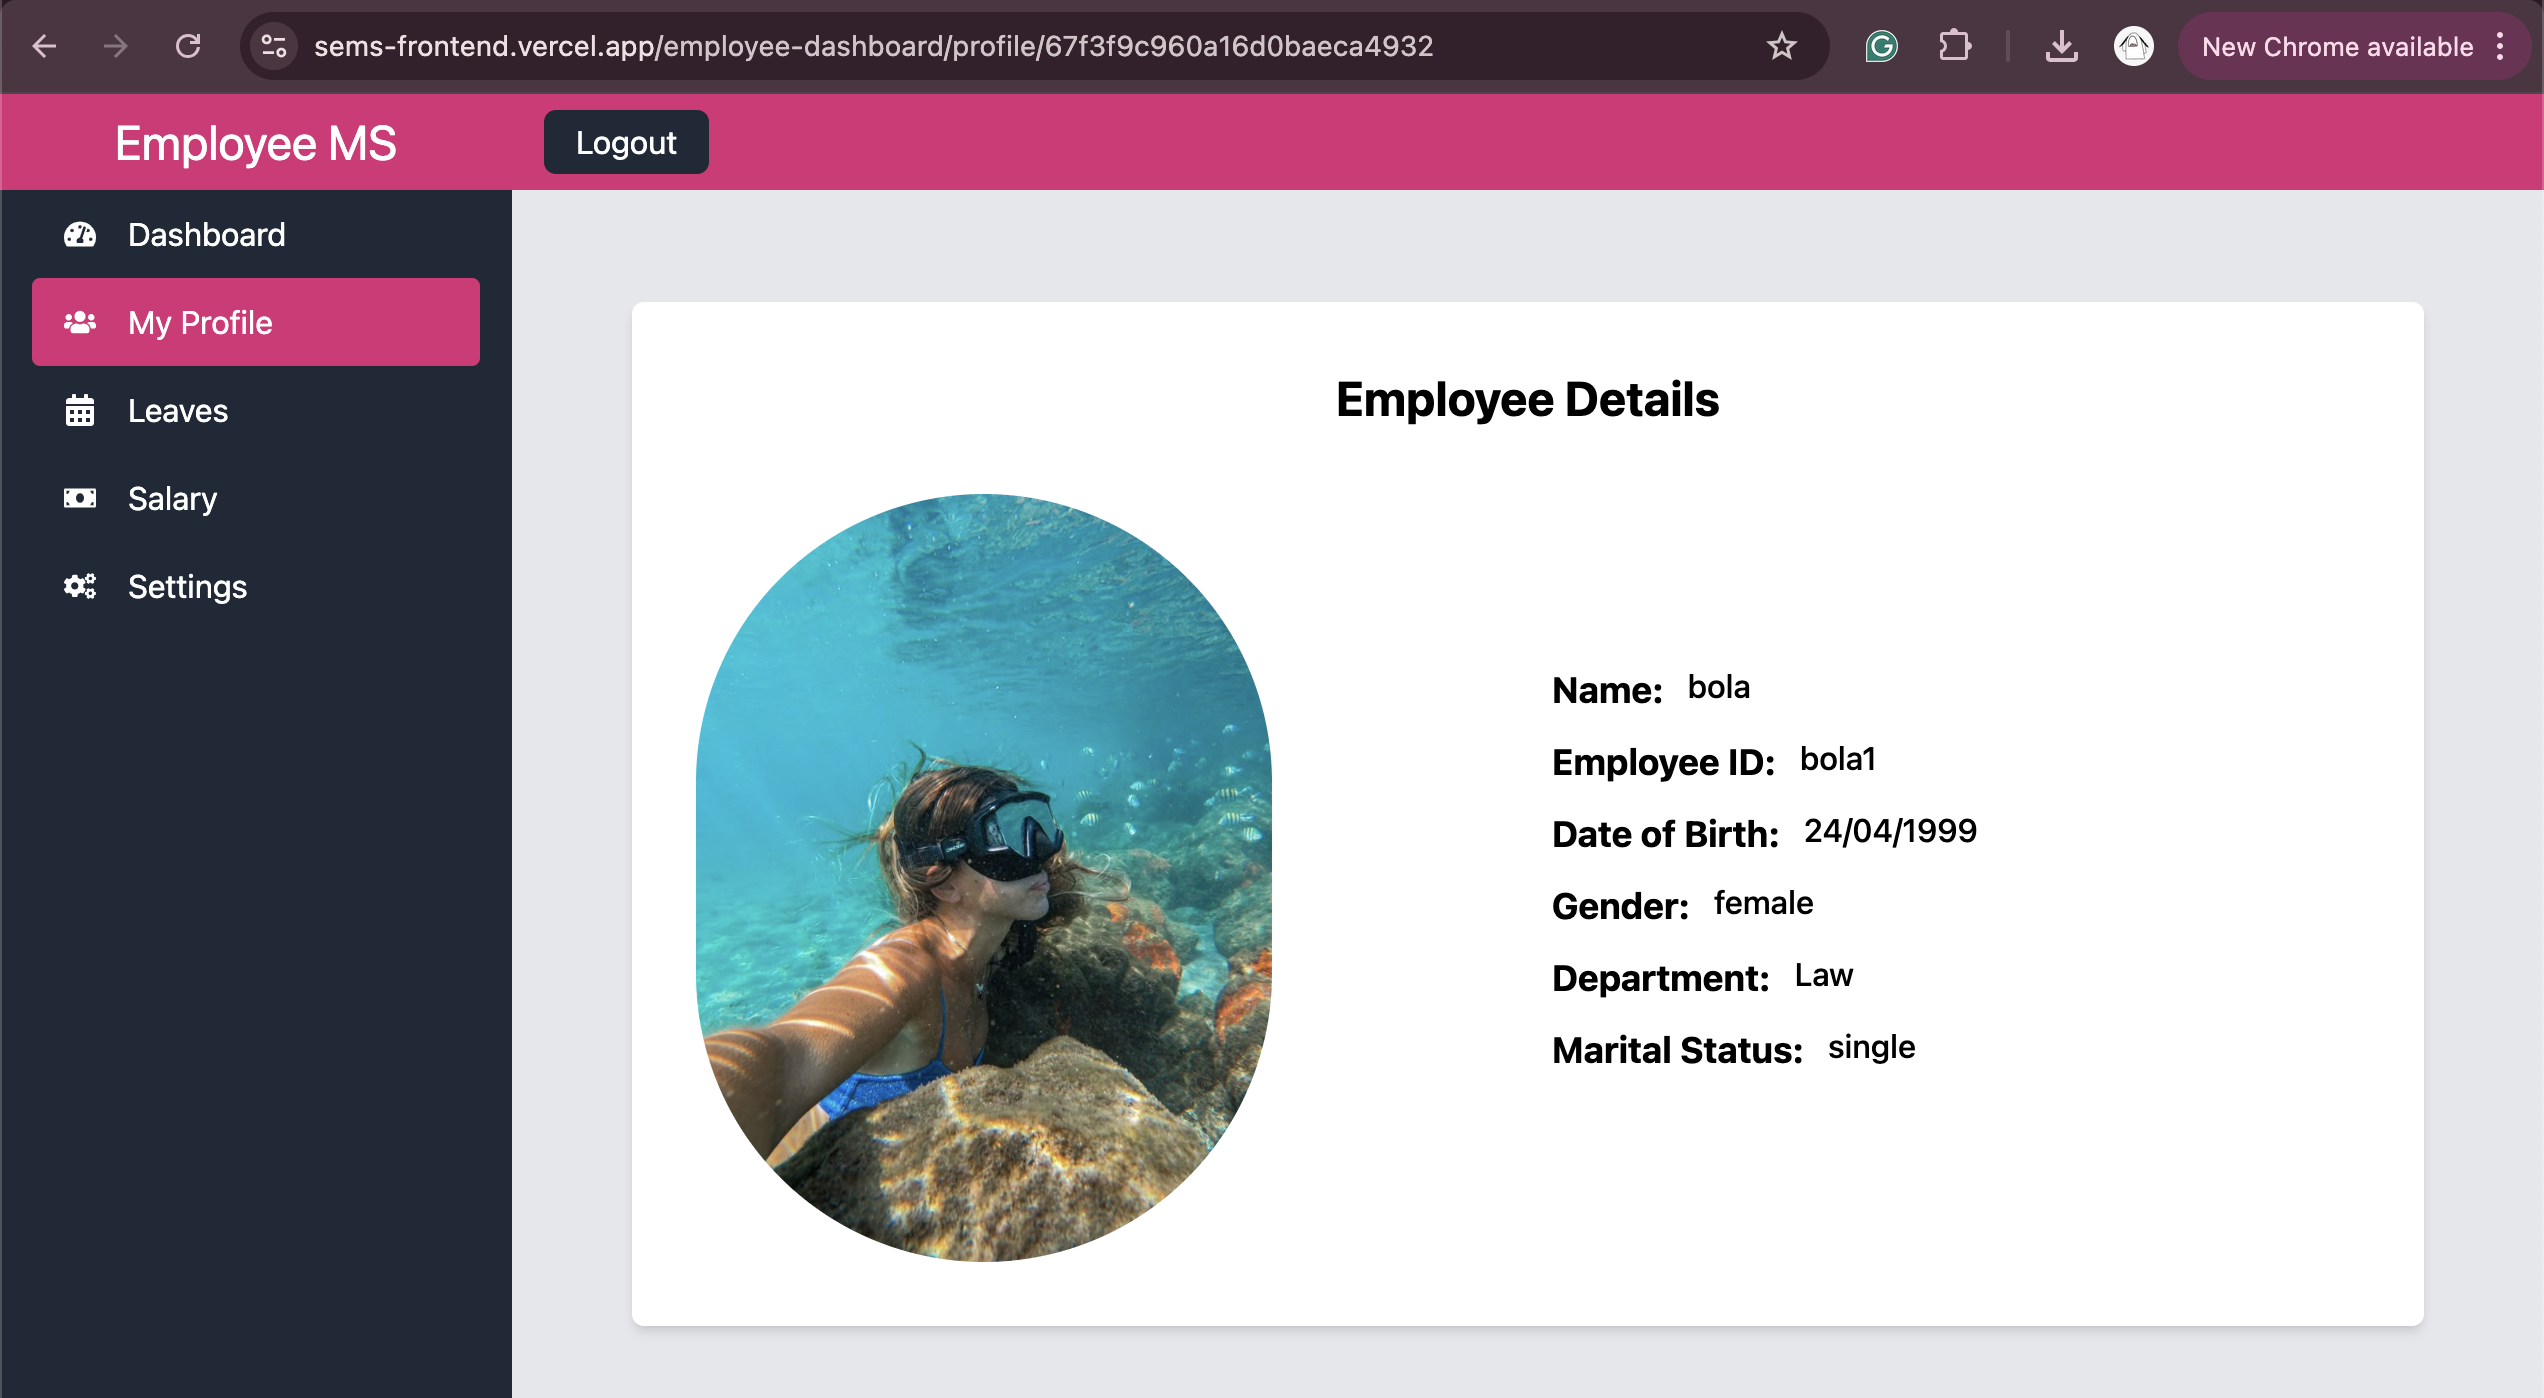 sems-frontend.vercel.app/employee-dashboard/profile/67f3f9c960a16d0baeca4932
New Chrome available
Employee MS
Logout
Dashboard
My Profile
Leaves
Salary
Settings
Employee Details
Name: bola
Employee ID: bola1
Date of Birth: 24/04/1999
Gender: female
Department: Law
Marital Status: single